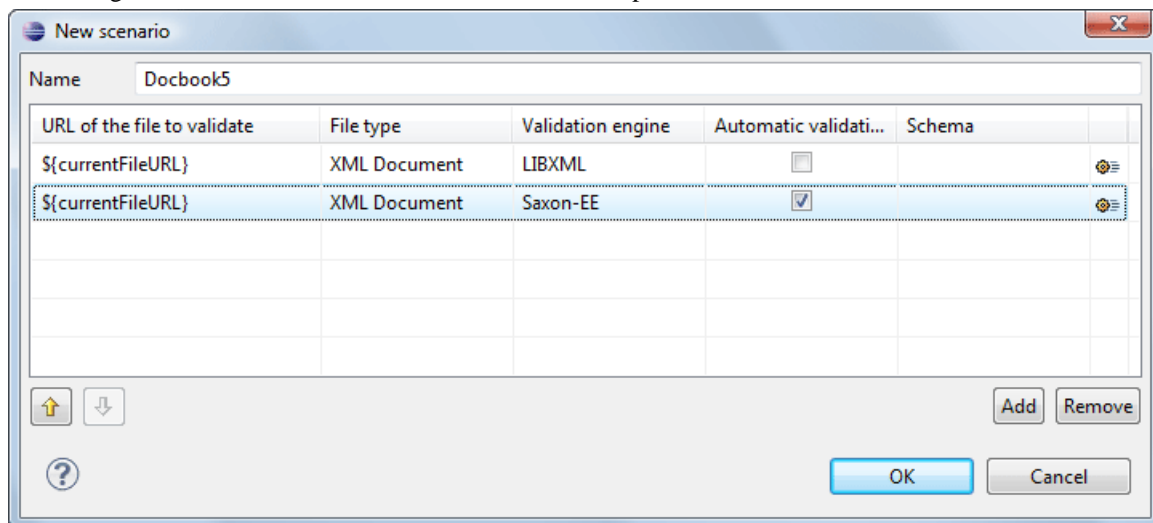 New scenario
Name Docbook5
URL of the file to validate File type Validation engine Automatic validati... Schema
${currentFileURL} XML Document LIBXML
${currentFileURL} XML Document Saxon-EE
Add Remove
? OK Cancel